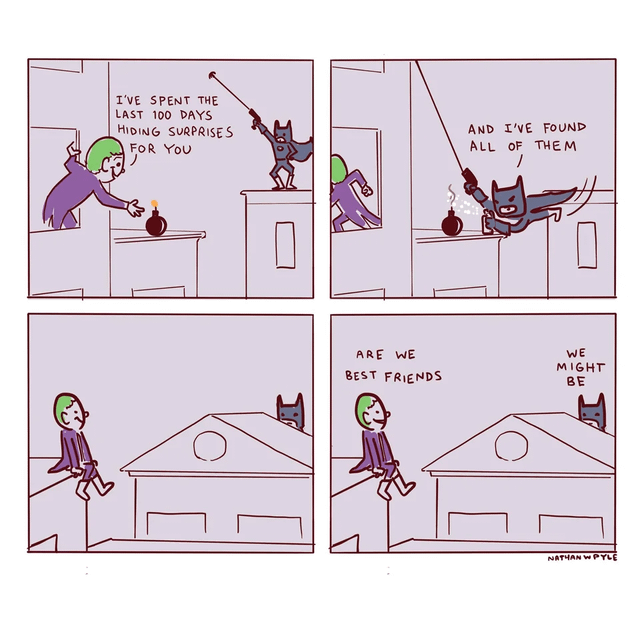 I'VE SPENT THE
LAST 100 DAYS
HIDING SURPRISES
FOR YOU
AND I'VE FOUND
ALL OF THEM
ARE WE
BEST FRIENDS
WE
MIGHT
BE
NATHANWPYLE